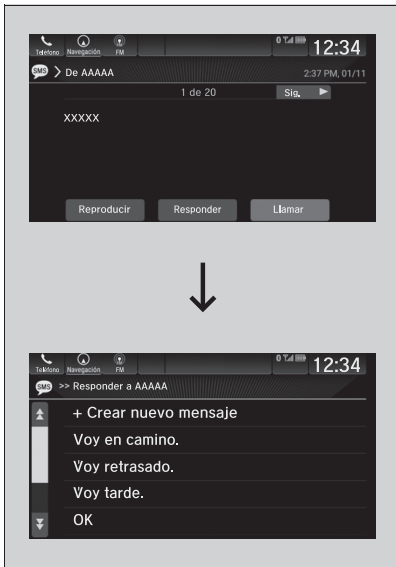 Teléfono Navegación FM 12:34
SMS De AAAAA 2:37 PM, 01/11
1 de 20 Sig.
XXXXX
Reproducir Responder Llamar
Teléfono Navegación FM 12:34
SMS >> Responder a AAAAA
+ Crear nuevo mensaje
Voy en camino.
Voy retrasado.
Voy tarde.
OK